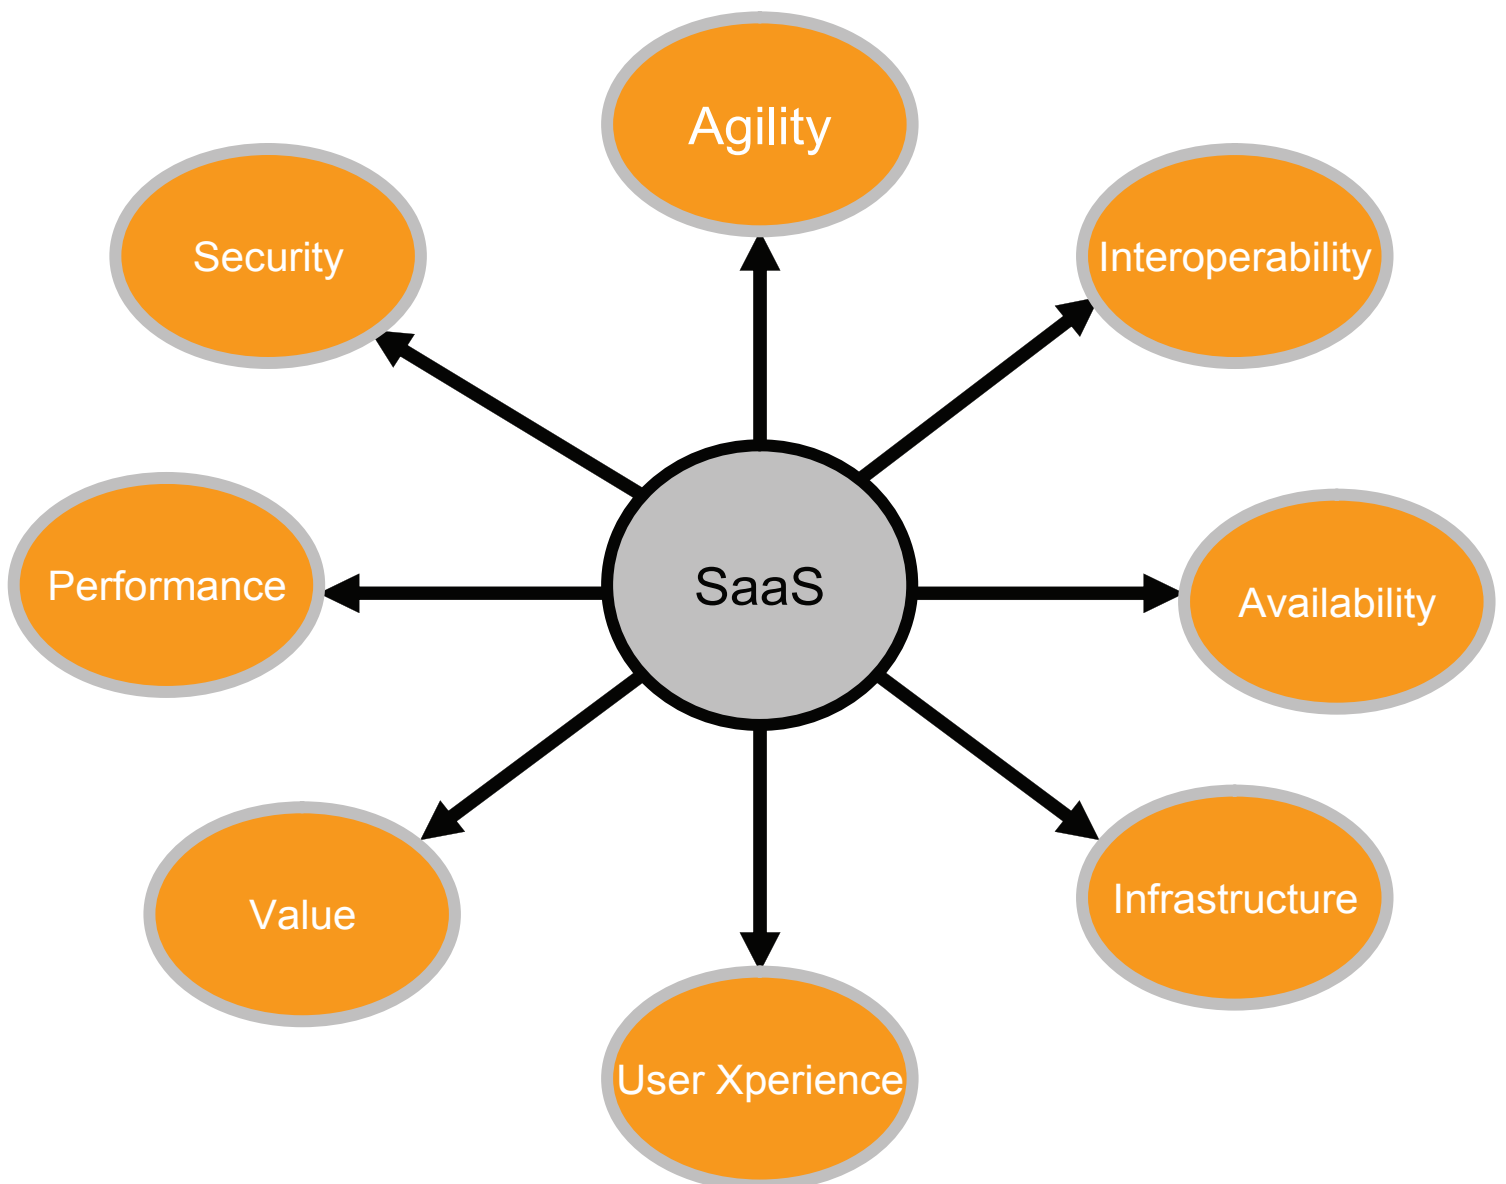 Agility
Security
Interoperability
SaaS
Performance
Availability
Value
Infrastructure
User Xperience